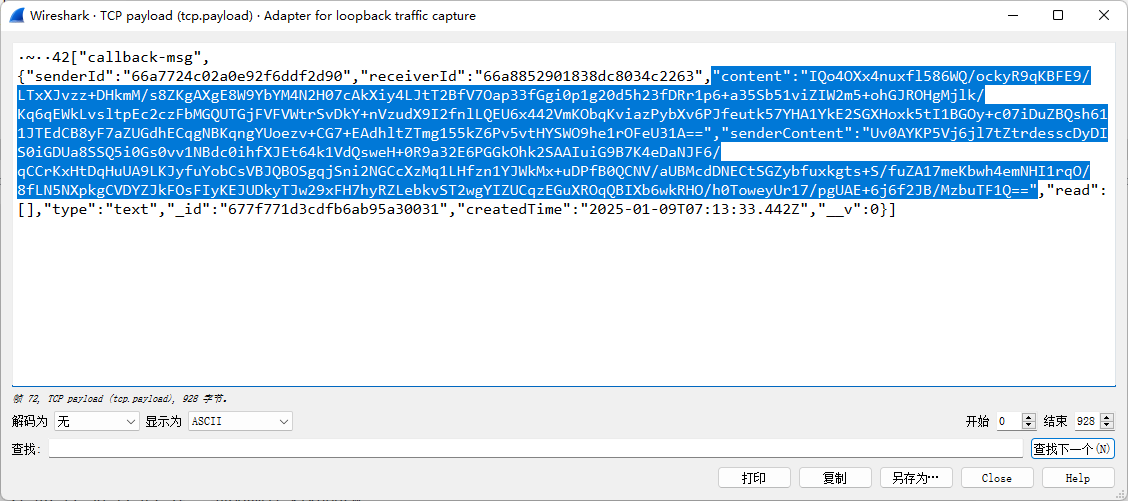 Wireshark · TCP payload (tcp.payload) · Adapter for loopback traffic capture
·~··42["callback-msg",
{"senderId":"66a7724c02a0e92f6ddf2d90","receiverId":"66a8852901838dc8034c2263","content":"IQo4OXx4nuxfl586WQ/ockyR9qKBFE9/
LTxXJvzz+DHkmM/s8ZKgAXgE8W9YbYM4N2H07cAkXiy4LJtT2BfV7Oap33fGgi0p1g20d5h23fDRr1p6+a35Sb51viZIW2m5+ohGJROHgMjlk/
Kq6qEWkLvsltpEc2czFbMGQUTGjFVFVWtrSvDkY+nVzudX9I2fnlLQEU6x442VmKObqKviazPybXv6PJfeutk57YHA1YkE2SGXHoxk5tI1BGOy+c07iDuZBQsh61
1JTEdCB8yF7aZUGdhECqgNBKqngYUoezv+CG7+EAdhltZTmg155kZ6Pv5vtHYSWO9he1rOFeU31A==","senderContent":"Uv0AYKP5Vj6jl7tZtrdesscDyDI
S0iGDUa8SSQ5i0Gs0vv1NBdc0ihfXJEt64k1VdQsweH+0R9a32E6PGGkOhk2SAAIuiG9B7K4eDaNJF6/
qCCrKxHtDqHuUA9LKJyfuYobCsVBJQBOSgqjSni2NGCcXzMq1LHfzn1YJWkMx+uDPfB0QCNV/aUBMcdDNECtSGZybfuxkgts+S/fuZA17meKbwh4emNHI1rqO/
8fLN5NXpkgCVDYZJkFOsFIyKEJUDkyTJw29xFH7hyRZLebkvST2wgYIZUCqzEGuXROqQBIXb6wkRHO/h0ToweyUr17/pgUAE+6j6f2JB/MzbuTF1Q==","read":
[],"type":"text","_id":"677f771d3cdfb6ab95a30031","createdTime":"2025-01-09T07:13:33.442Z","__v":0}]
帧 72, TCP payload (tcp.payload), 928 字节.
解码为 无 显示为 ASCII 开始 0 结束 928
查找: 查找下一个(N)
打印 复制 另存为… Close Help